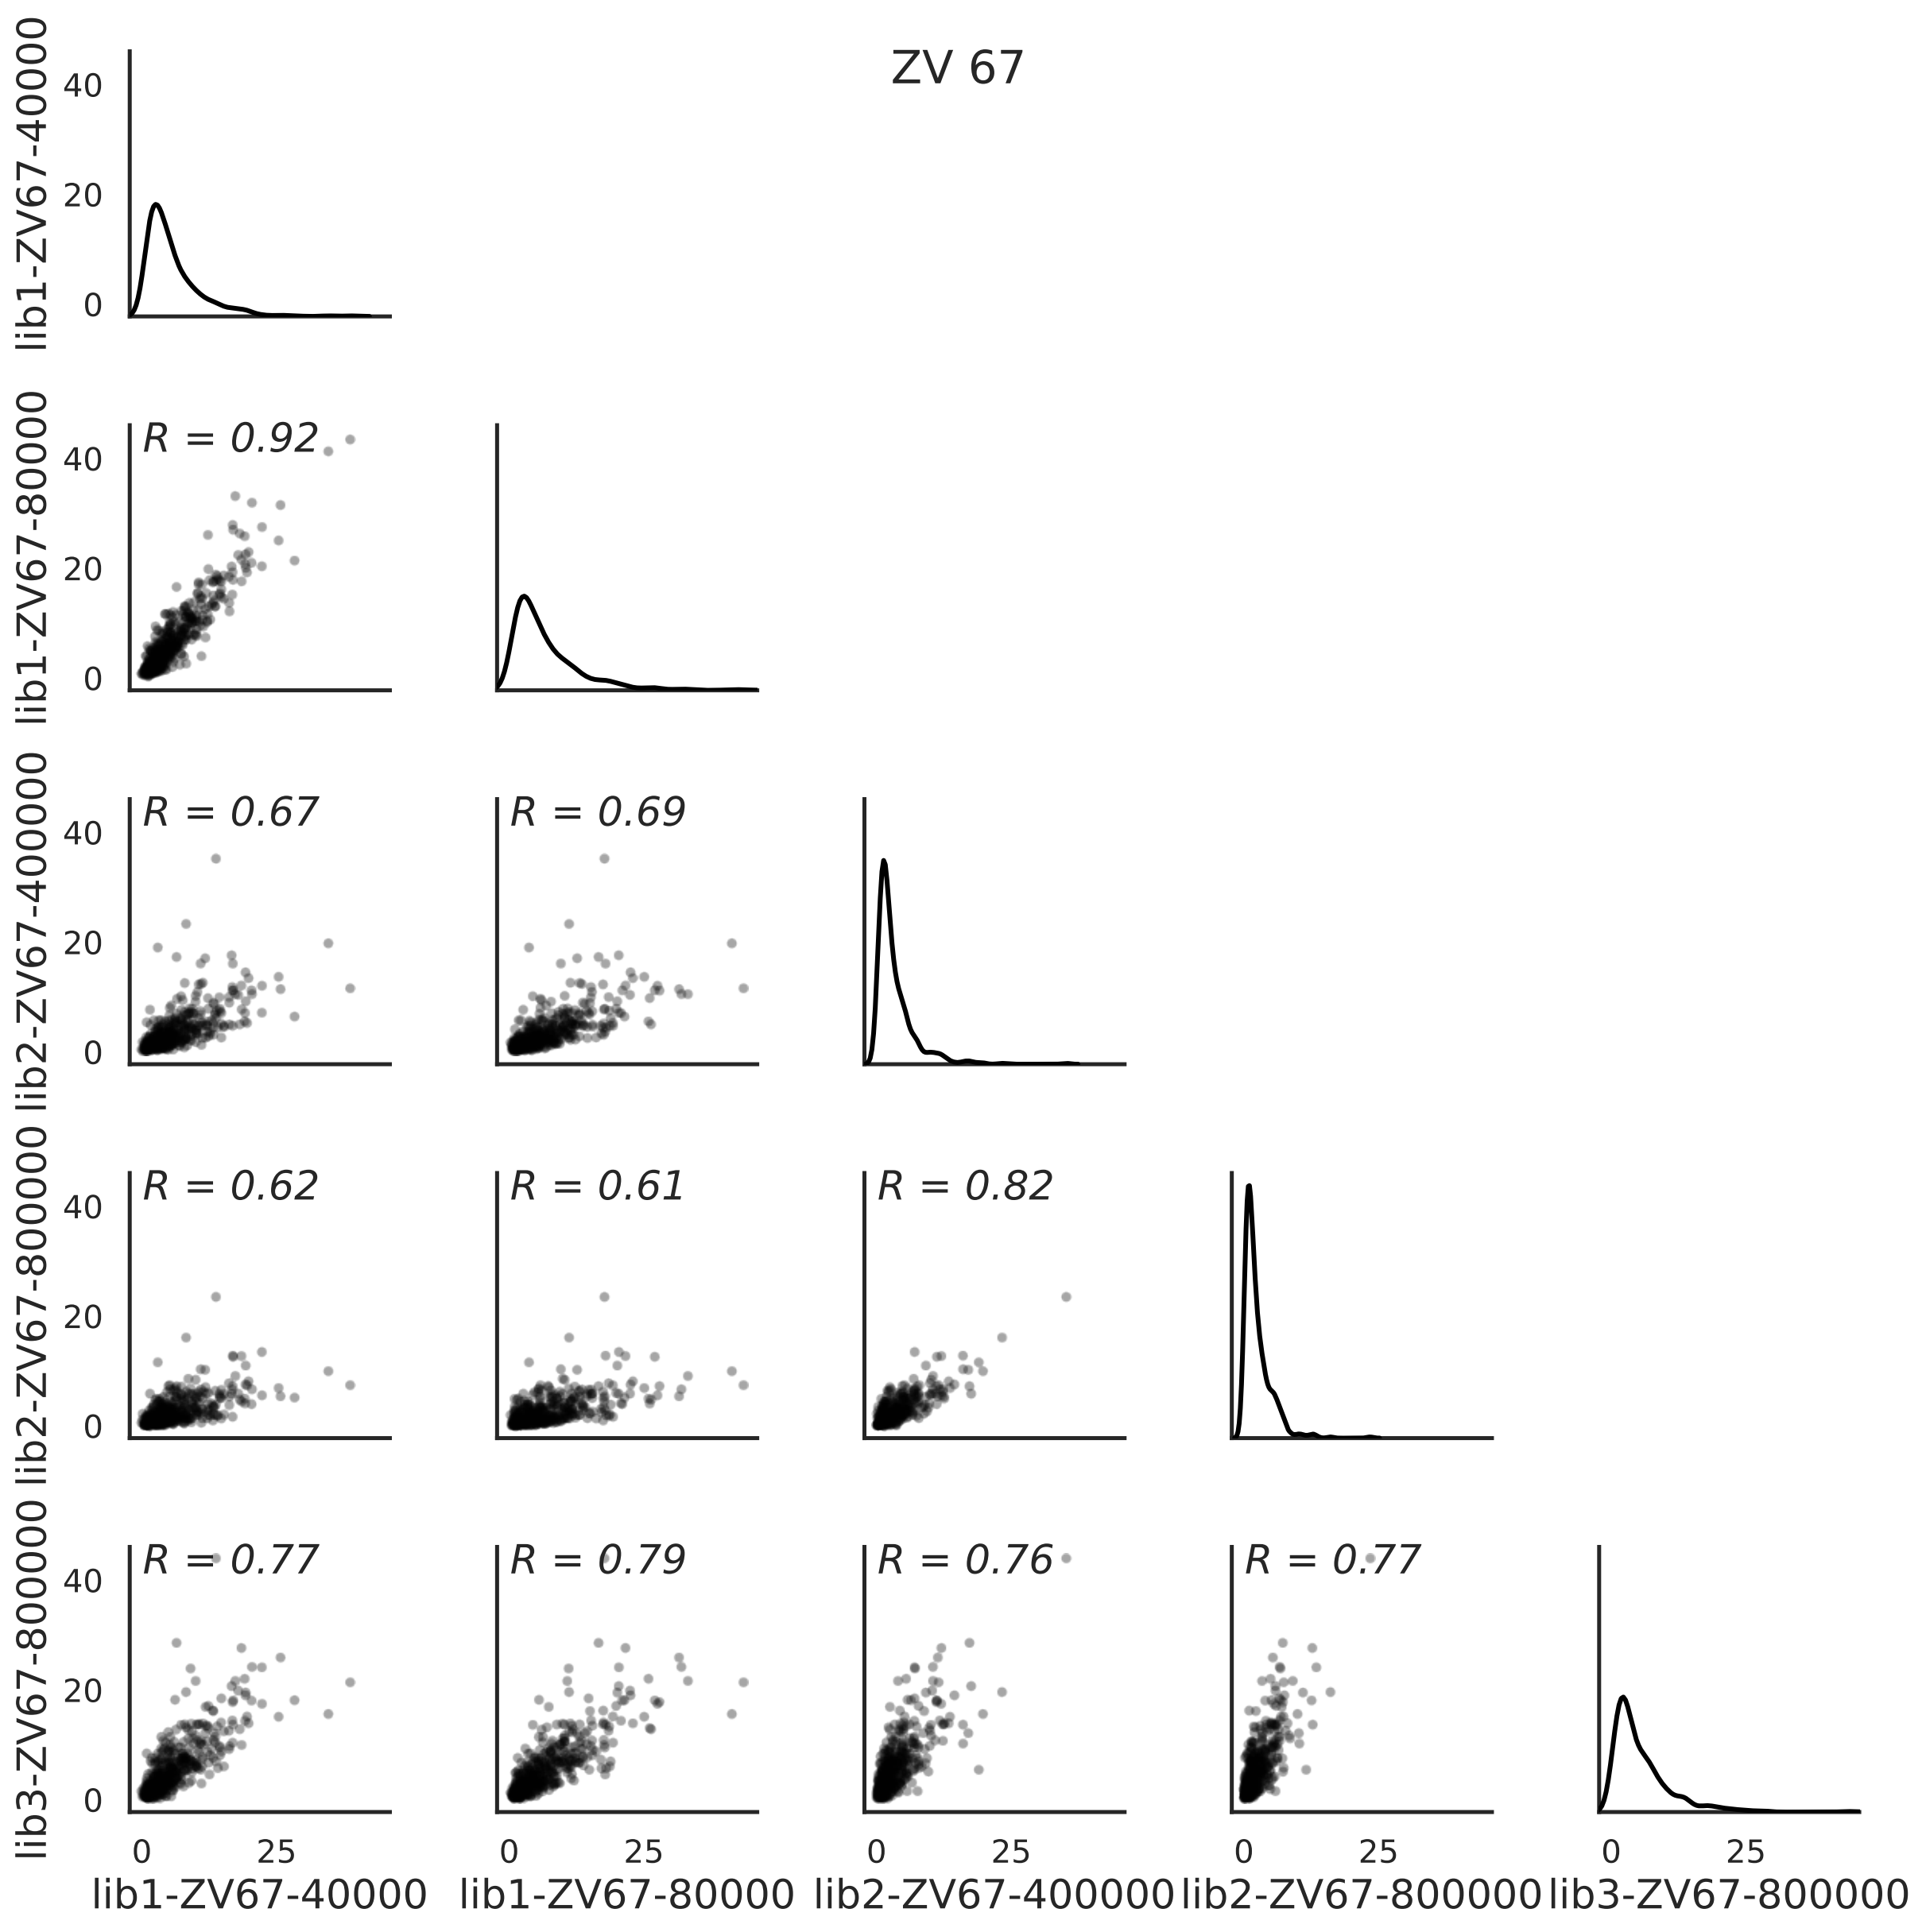 ZV 67
lib1-ZV67-40000
40
20
0
lib1-ZV67-80000
40
20
0
R = 0.92
lib2-ZV67-400000
40
20
0
R = 0.67
R = 0.69
lib2-ZV67-800000
40
20
0
R = 0.62
R = 0.61
R = 0.82
lib3-ZV67-800000
40
20
0
R = 0.77
R = 0.79
R = 0.76
R = 0.77
0 25
0 25
0 25
0 25
0 25
lib1-ZV67-40000
lib1-ZV67-80000
lib2-ZV67-400000
lib2-ZV67-800000
lib3-ZV67-800000